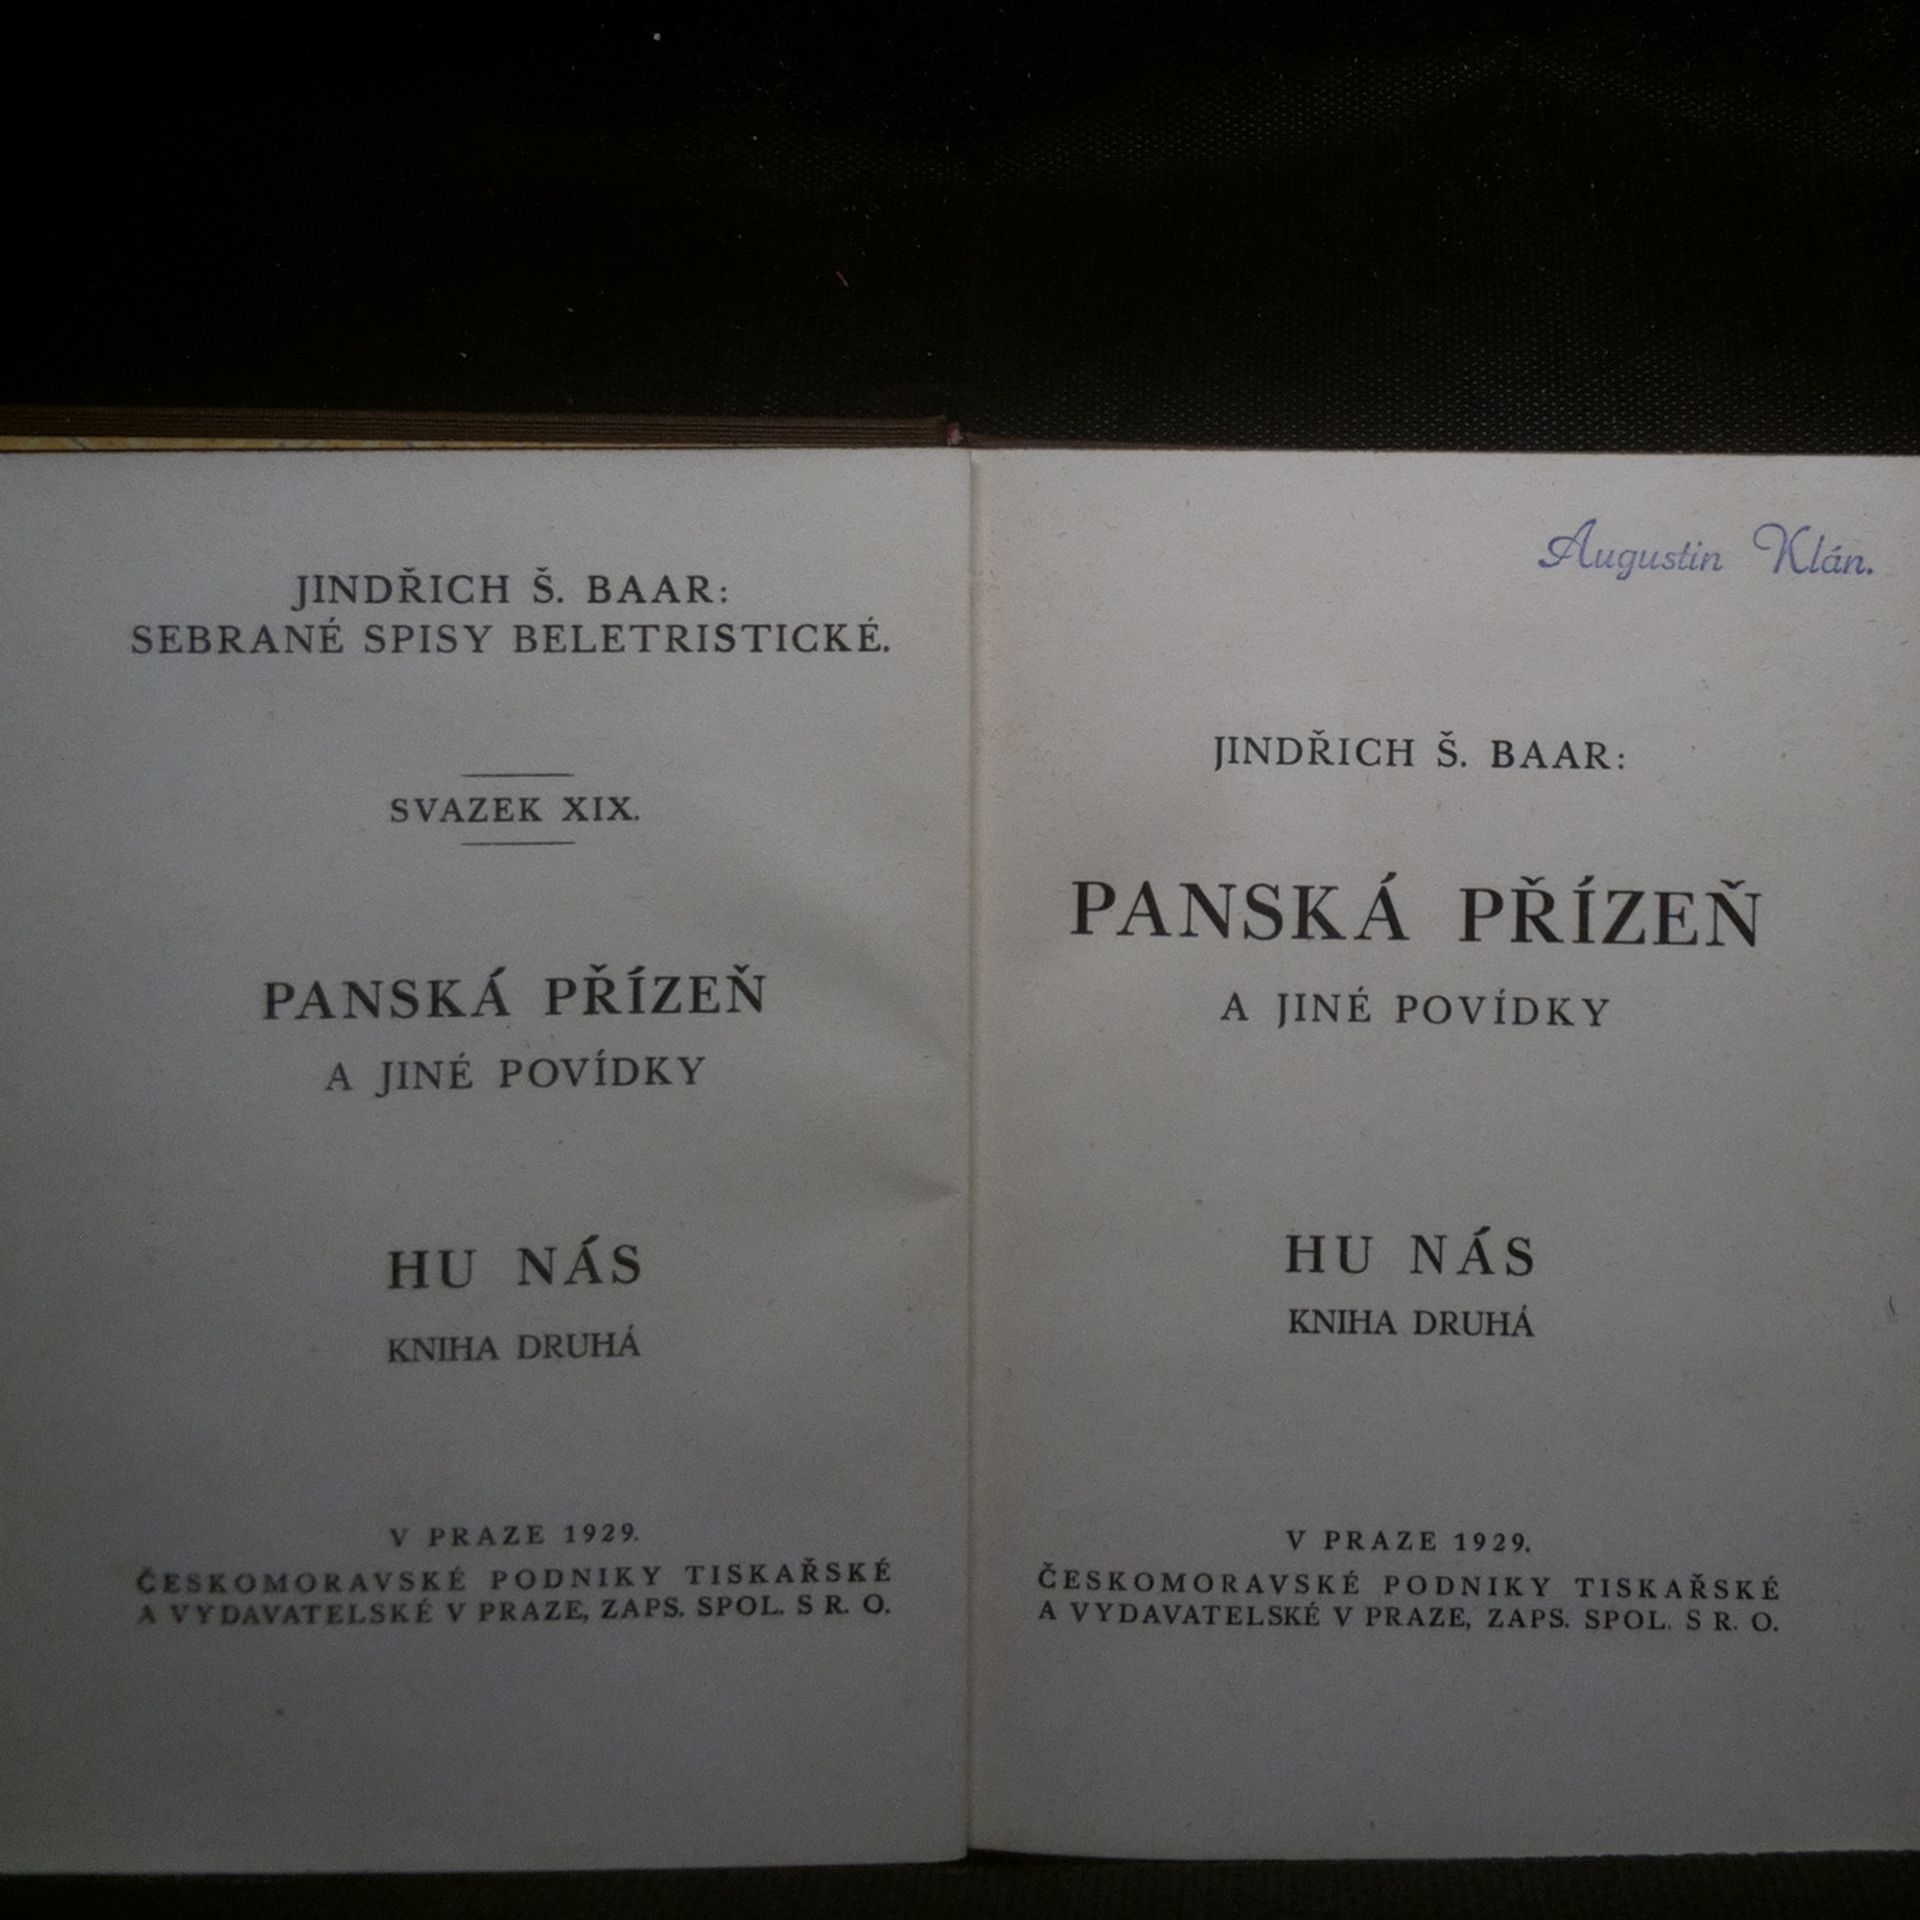 JINDŘICH Š. BAAR:
SEBRANÉ SPISY BELETRISTICKÉ.
SVAZEK XIX.
PANSKÁ PŘÍZEŇ
A JINÉ POVÍDKY
HU NÁS
KNIHA DRUHÁ
V PRAZE 1929.
ČESKOMORAVSKÉ PODNIKY TISKAŘSKÉ
A VYDAVATELSKÉ V PRAZE, ZAPS. SPOL. S R. O.
Augustin Klán.
JINDŘICH Š. BAAR:
PANSKÁ PŘÍZEŇ
A JINÉ POVÍDKY
HU NÁS
KNIHA DRUHÁ
V PRAZE 1929.
ČESKOMORAVSKÉ PODNIKY TISKAŘSKÉ
A VYDAVATELSKÉ V PRAZE, ZAPS. SPOL. S R. O.